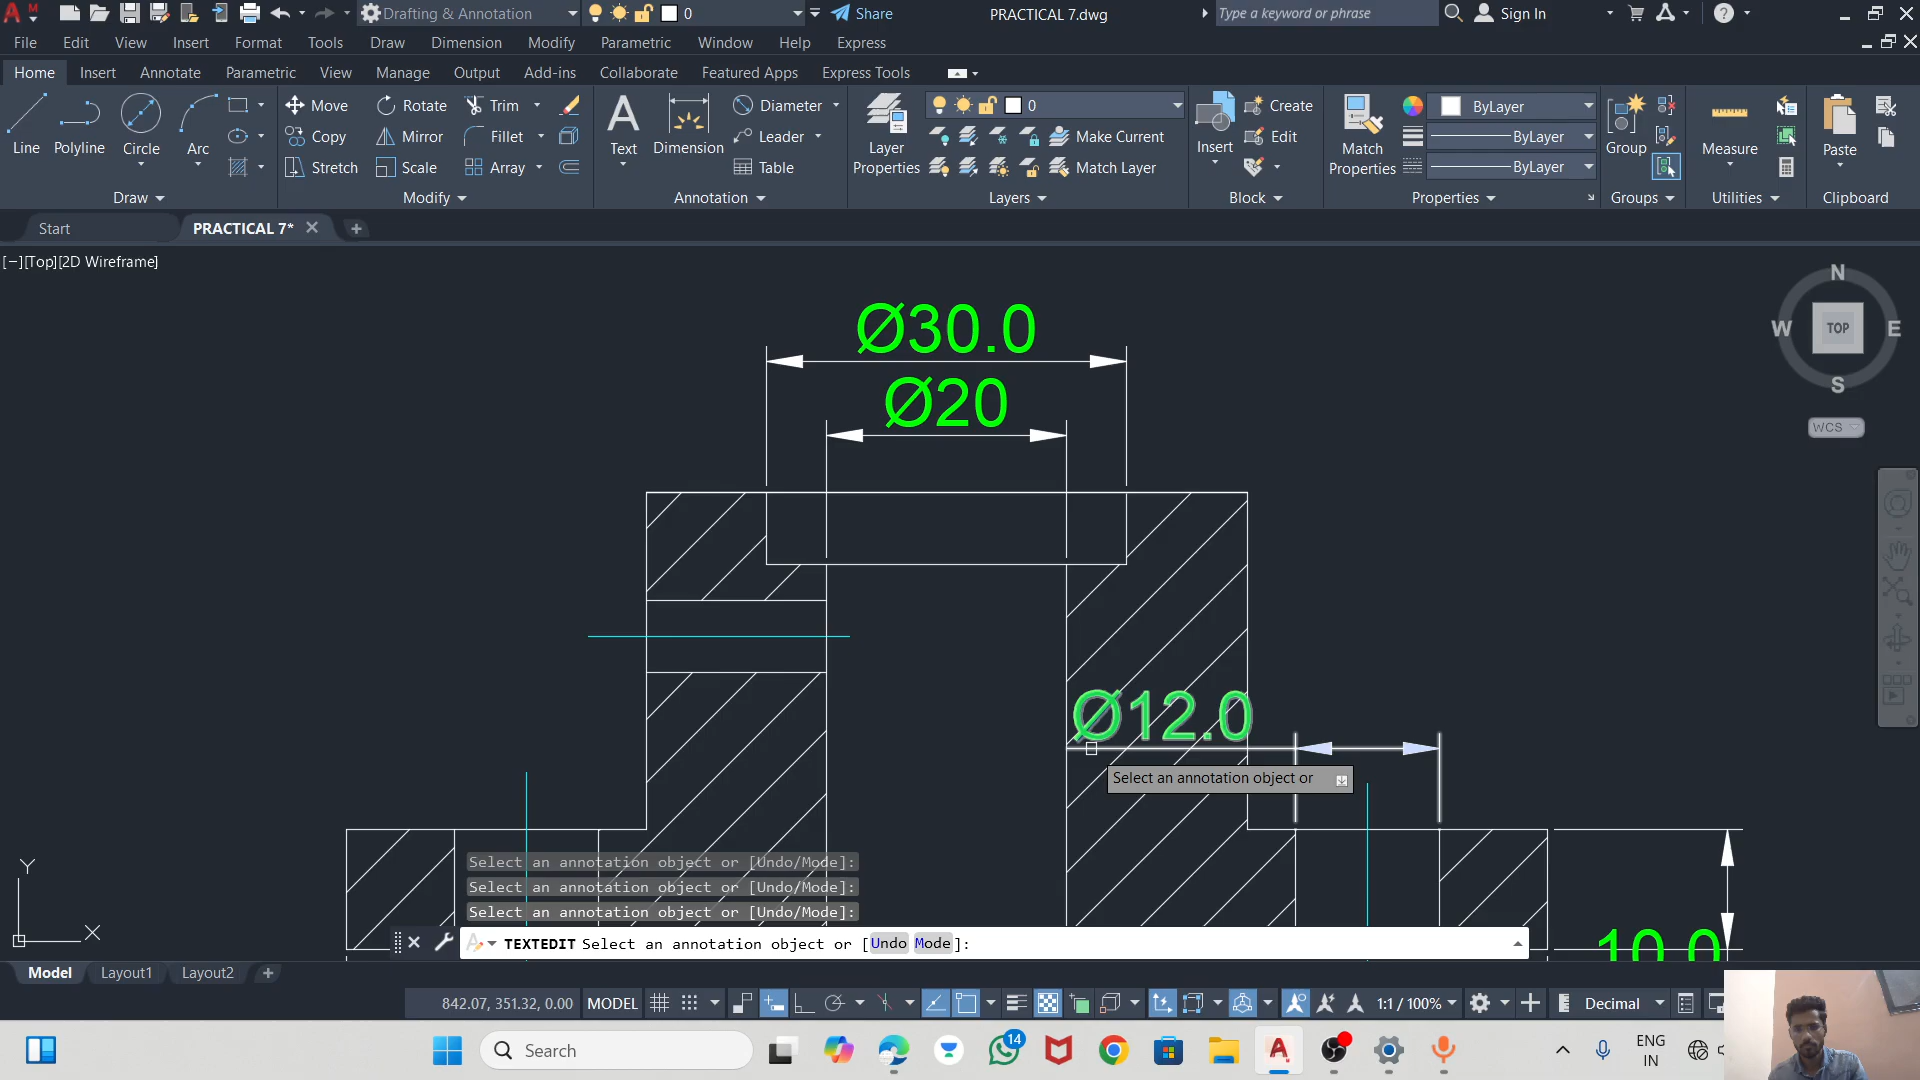 Drafting & Annotation
0
Share
PRACTICAL 7.dwg
Type a keyword or phrase
Sign In
?
File Edit View Insert Format Tools Draw Dimension Modify Parametric Window Help Express
Home Insert Annotate Parametric View Manage Output Add-ins Collaborate Featured Apps Express Tools
Line
Polyline
Circle
Arc
Draw
Move Rotate Trim
Copy Mirror Fillet
Stretch Scale Array
Modify
Text
Dimension
Diameter
Leader
Table
Annotation
Layer Properties
0
Make Current
Match Layer
Layers
Insert
Create
Edit
Block
Match Properties
ByLayer
ByLayer
ByLayer
Properties
Group
Groups
Measure
Utilities
Paste
Clipboard
Start
PRACTICAL 7*
[−][Top][2D Wireframe]
N
W
TOP
E
S
WCS
Ø30.0
Ø20
Ø12.0
Select an annotation object or
10.0
Y
X
Select an annotation object or [Undo/Mode]:
Select an annotation object or [Undo/Mode]:
Select an annotation object or [Undo/Mode]:
TEXTEDIT Select an annotation object or [Undo Mode]:
Model Layout1 Layout2
842.07, 351.32, 0.00 MODEL
1:1 / 100%
Decimal
Search
14
ENG
IN